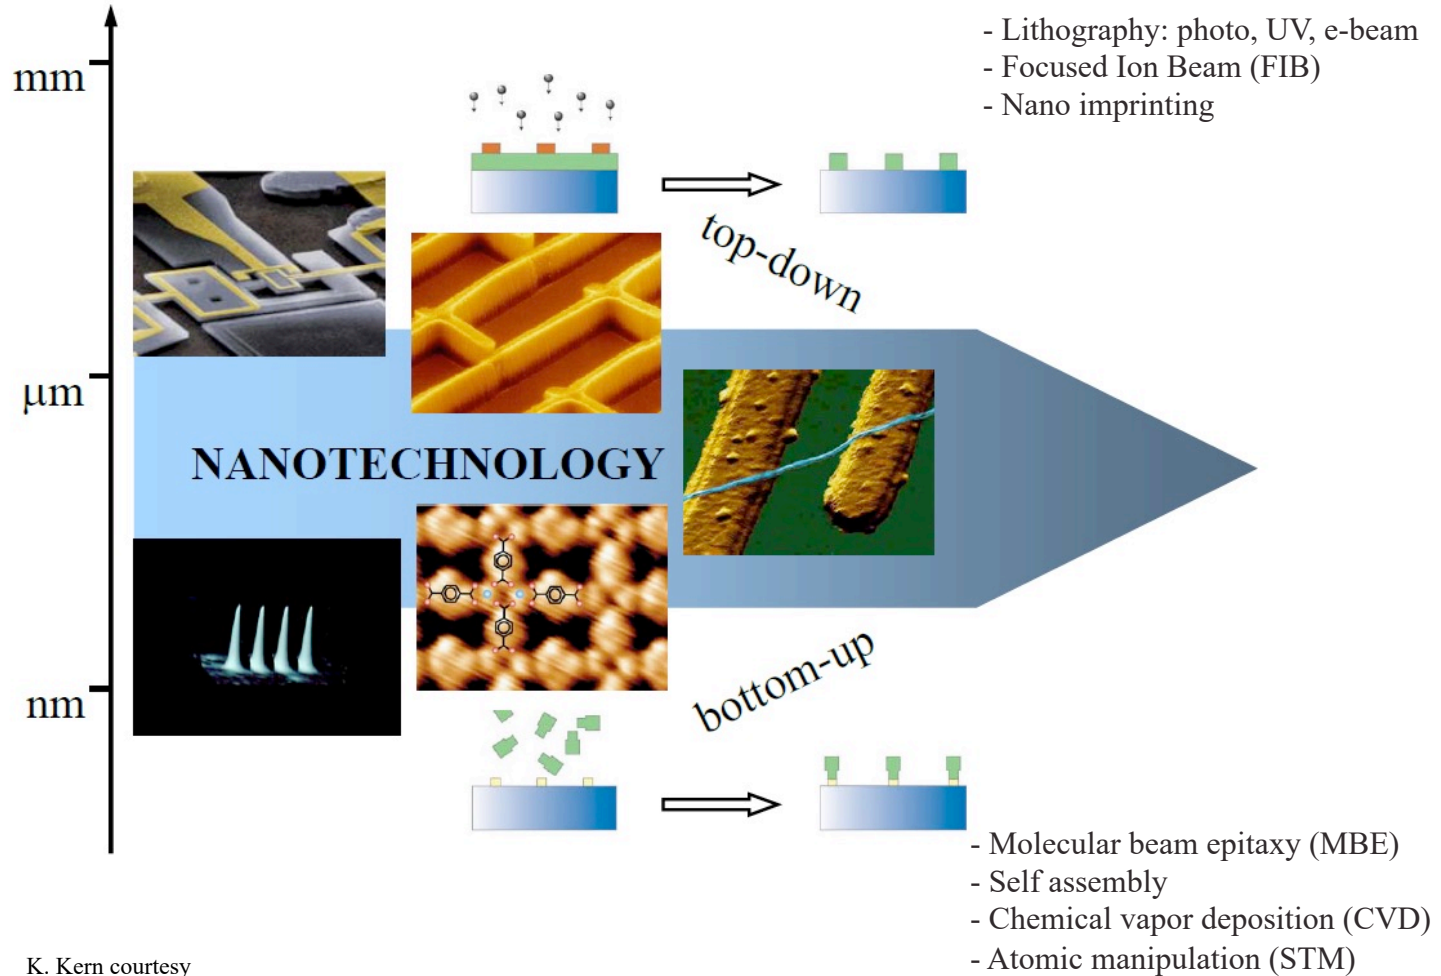 - Lithography: photo, UV, e-beam
- Focused Ion Beam (FIB)
- Nano imprinting
mm
top-down
μm
NANOTECHNOLOGY
bottom-up
nm
- Molecular beam epitaxy (MBE)
- Self assembly
- Chemical vapor deposition (CVD)
- Atomic manipulation (STM)
K. Kern courtesy